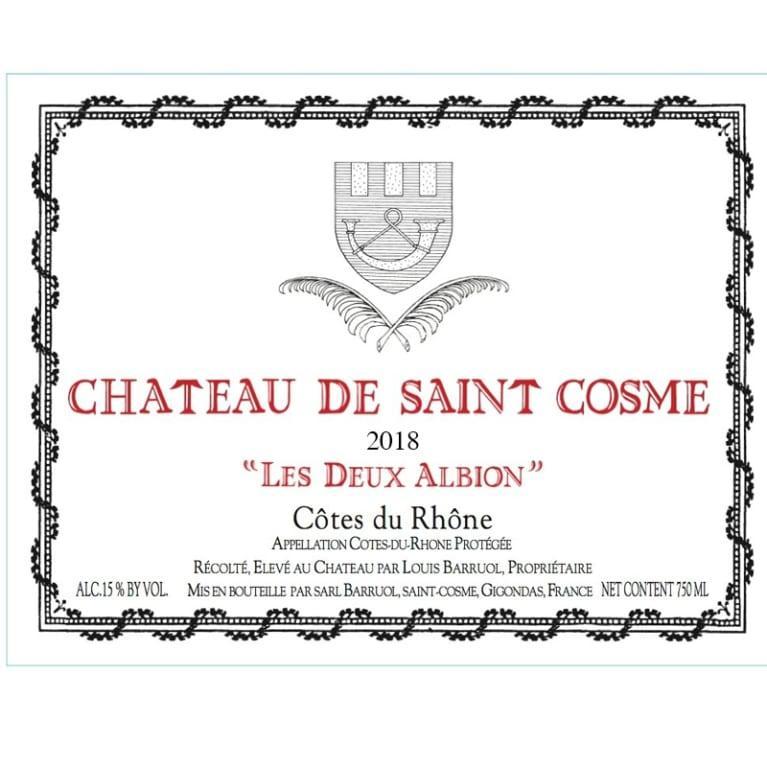 CHATEAU DE SAINT COSME
2018
“LES DEUX ALBION”
Côtes du Rhône
APPELLATION COTES-DU-RHONE PROTÉGÉE
RÉCOLTÉ, ELEVÉ AU CHATEAU PAR LOUIS BARRUOL, PROPRIÉTAIRE
ALC.15 % BY VOL. MIS EN BOUTEILLE PAR SARL BARRUOL, SAINT-COSME, GIGONDAS, FRANCE NET CONTENT 750 ML